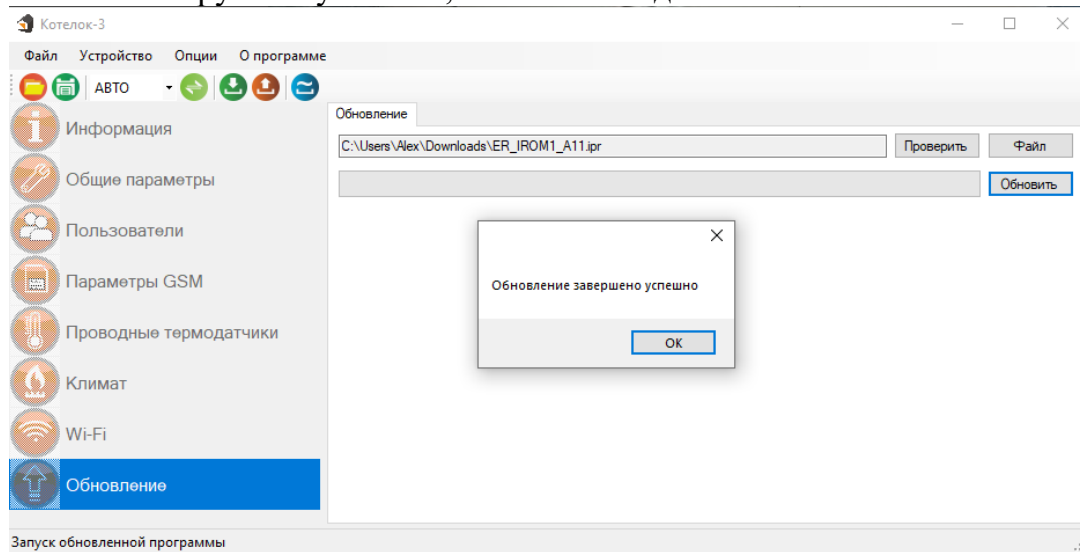 Котелок-3
Файл Устройство Опции О программе
АВТО
Информация
Общие параметры
Пользователи
Параметры GSM
Проводные термодатчики
Климат
Wi-Fi
Обновление
Обновление
C:\Users\Alex\Downloads\ER_IROM1_A11.ipr
Проверить
Файл
Обновить
Обновление завершено успешно
ОК
Запуск обновленной программы